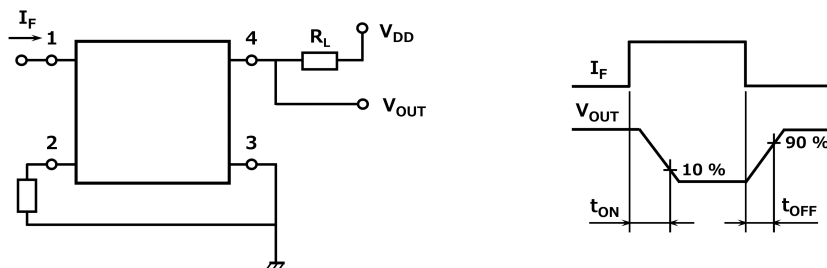 I_F
1
4
R_L
V_DD
V_OUT
2
3
I_F
V_OUT
10 %
90 %
t_ON
t_OFF